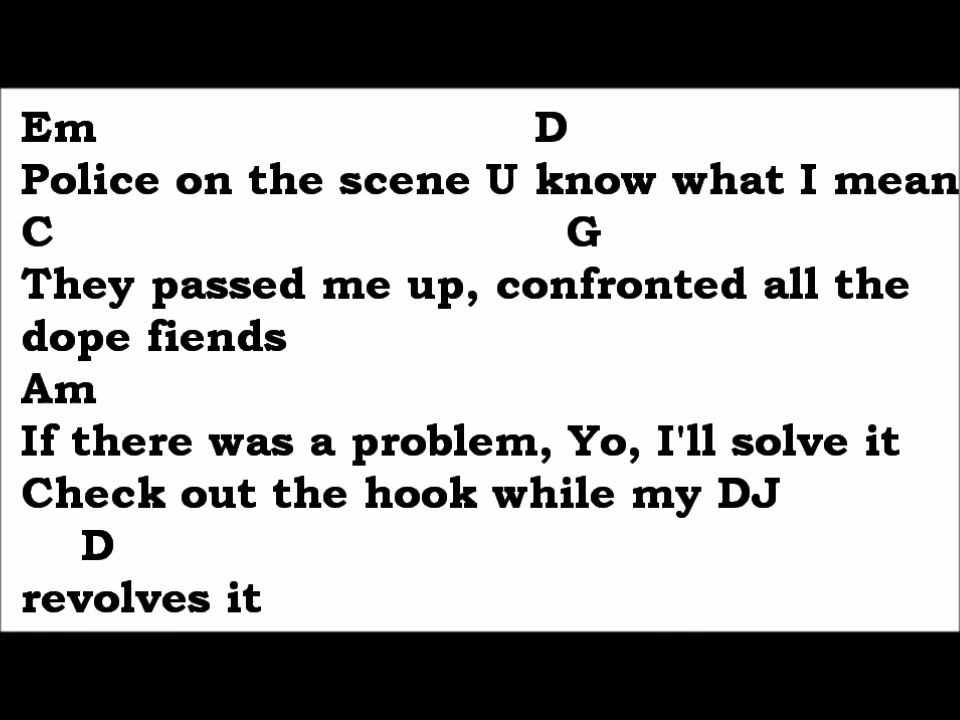 Em D
Police on the scene U know what I mean
C G
They passed me up, confronted all the
dope fiends
Am
If there was a problem, Yo, I'll solve it
Check out the hook while my DJ
D
revolves it